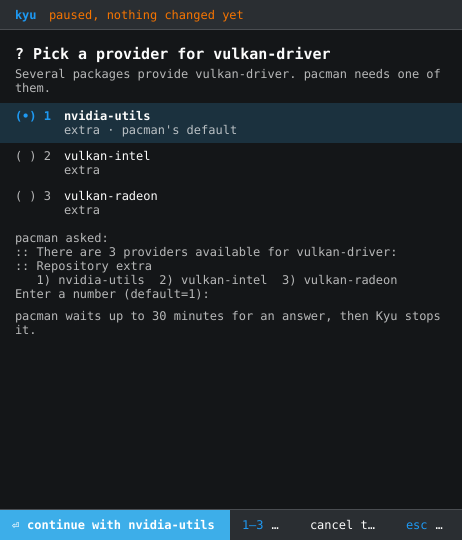 kyu paused, nothing changed yet
? Pick a provider for vulkan-driver
Several packages provide vulkan-driver. pacman needs one of
them.
(•) 1 nvidia-utils
extra · pacman's default
( ) 2 vulkan-intel
extra
( ) 3 vulkan-radeon
extra
pacman asked:
:: There are 3 providers available for vulkan-driver:
:: Repository extra
1) nvidia-utils 2) vulkan-intel 3) vulkan-radeon
Enter a number (default=1):
pacman waits up to 30 minutes for an answer, then Kyu stops
it.
⏎ continue with nvidia-utils 1–3 … cancel t… esc …